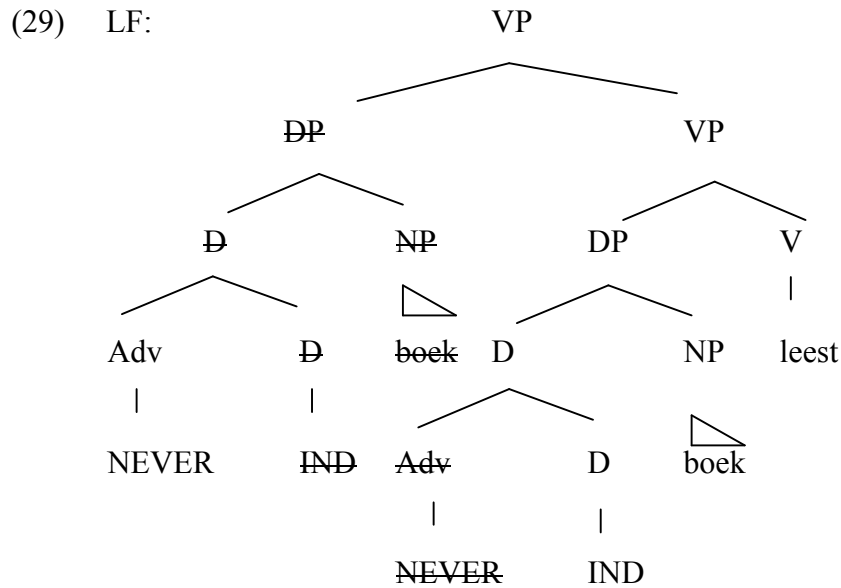 (29) LF: VP
DP VP
D NP DP V
Adv D boek D NP leest
NEVER IND Adv D boek
NEVER IND